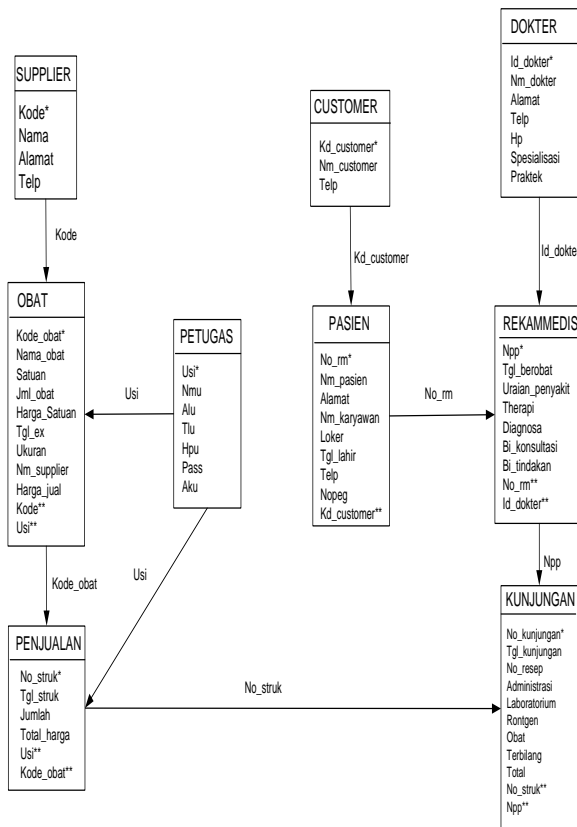 SUPPLIER
Kode*
Nama
Alamat
Telp
Kode
CUSTOMER
Kd_customer*
Nm_customer
Telp
Kd_customer
DOKTER
Id_dokter*
Nm_dokter
Alamat
Telp
Hp
Spesialisasi
Praktek
Id_dokter
OBAT
Kode_obat*
Nama_obat
Satuan
Jml_obat
Harga_Satuan
Tgl_ex
Ukuran
Nm_supplier
Harga_jual
Kode**
Usi**
Usi
PETUGAS
Usi*
Nmu
Alu
Tlu
Hpu
Pass
Aku
Usi
PASIEN
No_rm*
Nm_pasien
Alamat
Nm_karyawan
Loker
Tgl_lahir
Telp
Nopeg
Kd_customer**
No_rm
REKAMMEDIS
Npp*
Tgl_berobat
Uraian_penyakit
Therapi
Diagnosa
Bi_konsultasi
Bi_tindakan
No_rm**
Id_dokter**
Npp
Kode_obat
PENJUALAN
No_struk*
Tgl_struk
Jumlah
Total_harga
Usi**
Kode_obat**
No_struk
KUNJUNGAN
No_kunjungan*
Tgl_kunjungan
No_resep
Administrasi
Laboratorium
Rontgen
Obat
Terbilang
Total
No_struk**
Npp**